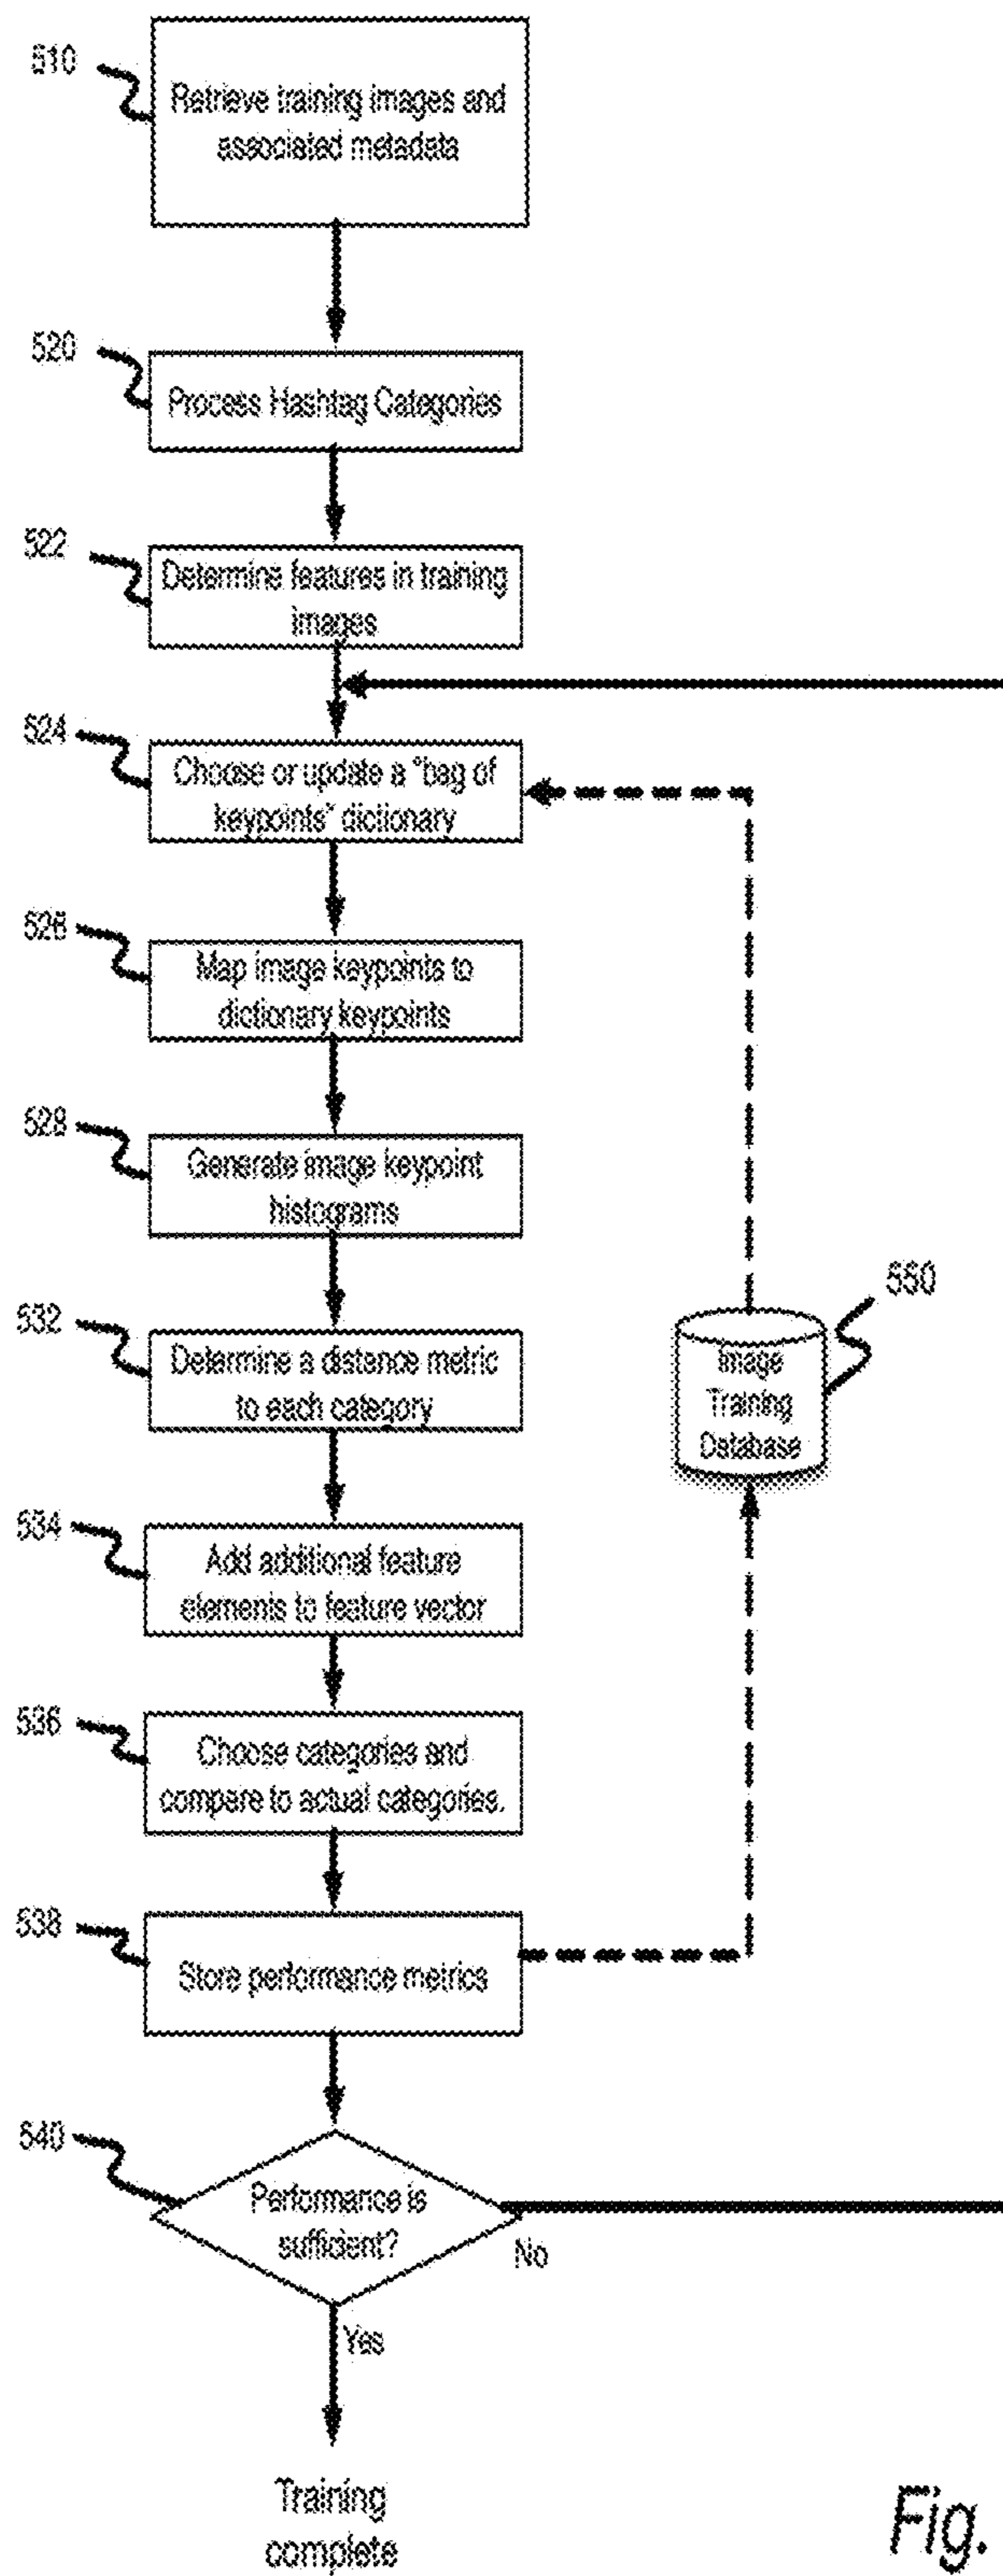 510
Retrieve training images and
associated metadata
520
Process Hashtag Categories
522
Determine features in training
images
524
Choose or update a "bag of
keypoints" dictionary
526
Map image keypoints to
dictionary keypoints
528
Generate image keypoint
histograms
532
Determine a distance metric
to each category
550
Image
Training
Database
534
Add additional feature
elements to feature vector
536
Choose categories and
compare to actual categories.
538
Store performance metrics
540
Performance is
sufficient?
No
Yes
Training
complete
Fig.